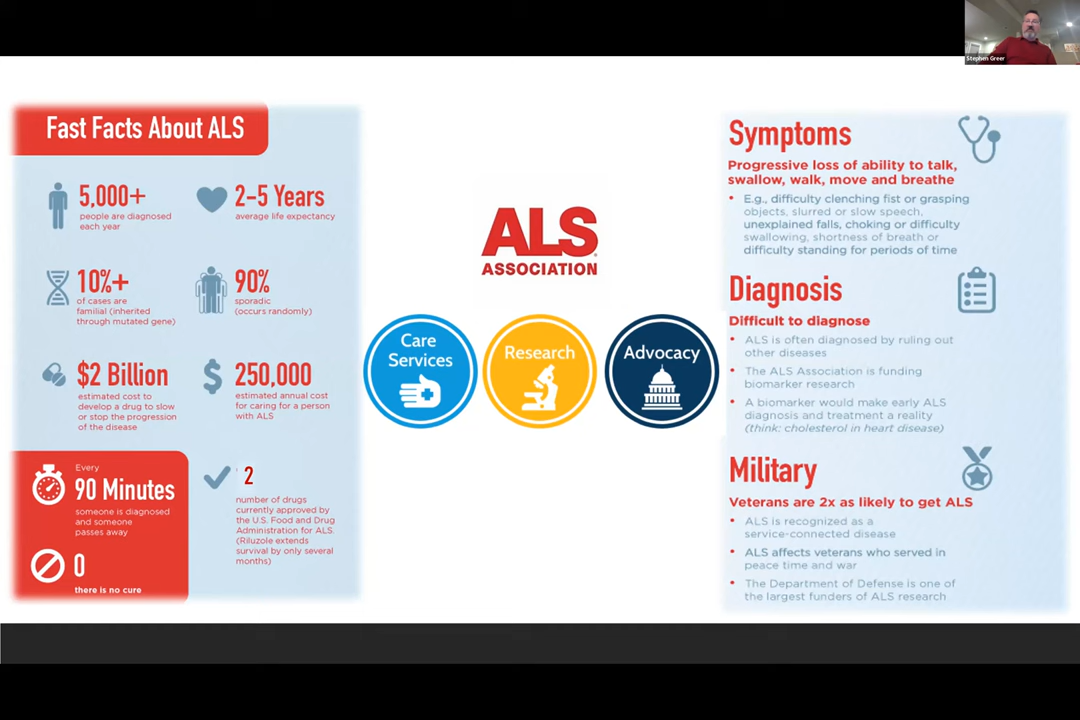 Stephen Greer
Fast Facts About ALS
5,000+
people are diagnosed
each year
2-5 Years
average life expectancy
10%+
of cases are
familial (inherited
through mutated gene)
90%
sporadic
(occurs randomly)
$2 Billion
estimated cost to
develop a drug to slow
or stop the progression
of the disease
$
250,000
estimated annual cost
for caring for a person
with ALS
Every
90 Minutes
someone is diagnosed
and someone
passes away
0
there is no cure
2
number of drugs
currently approved by
the U.S. Food and Drug
Administration for ALS.
(Riluzole extends
survival by only several
months)
ALS
ASSOCIATION
Care
Services
Research
Advocacy
Symptoms
Progressive loss of ability to talk,
swallow, walk, move and breathe
• E.g., difficulty clenching fist or grasping
objects, slurred or slow speech,
unexplained falls, choking or difficulty
swallowing, shortness of breath or
difficulty standing for periods of time
Diagnosis
Difficult to diagnose
• ALS is often diagnosed by ruling out
other diseases
• The ALS Association is funding
biomarker research
• A biomarker would make early ALS
diagnosis and treatment a reality
(think: cholesterol in heart disease)
Military
Veterans are 2x as likely to get ALS
• ALS is recognized as a
service-connected disease
• ALS affects veterans who served in
peace time and war
• The Department of Defense is one of
the largest funders of ALS research